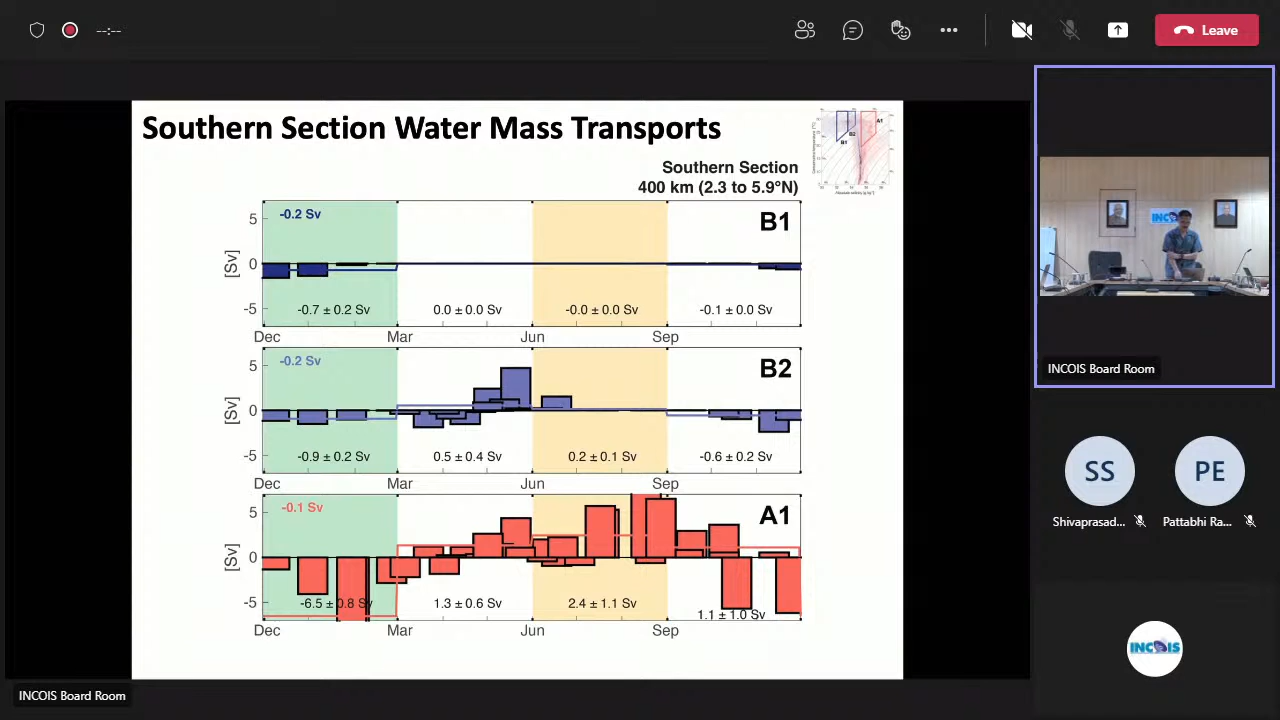 --:--
Leave
Southern Section Water Mass Transports
Southern Section
400 km (2.3 to 5.9°N)
A1
B2
B1
5
0
-5
[Sv]
-0.2 Sv
B1
-0.7 ± 0.2 Sv
0.0 ± 0.0 Sv
-0.0 ± 0.0 Sv
-0.1 ± 0.0 Sv
Dec
Mar
Jun
Sep
5
0
-5
[Sv]
-0.2 Sv
B2
-0.9 ± 0.2 Sv
0.5 ± 0.4 Sv
0.2 ± 0.1 Sv
-0.6 ± 0.2 Sv
Dec
Mar
Jun
Sep
5
0
-5
[Sv]
-0.1 Sv
A1
-6.5 ± 0.8 Sv
1.3 ± 0.6 Sv
2.4 ± 1.1 Sv
1.1 ± 1.0 Sv
Dec
Mar
Jun
Sep
INCOIS Board Room
INCOIS Board Room
SS
Shivaprasad...
PE
Pattabhi Ra...
INCOIS